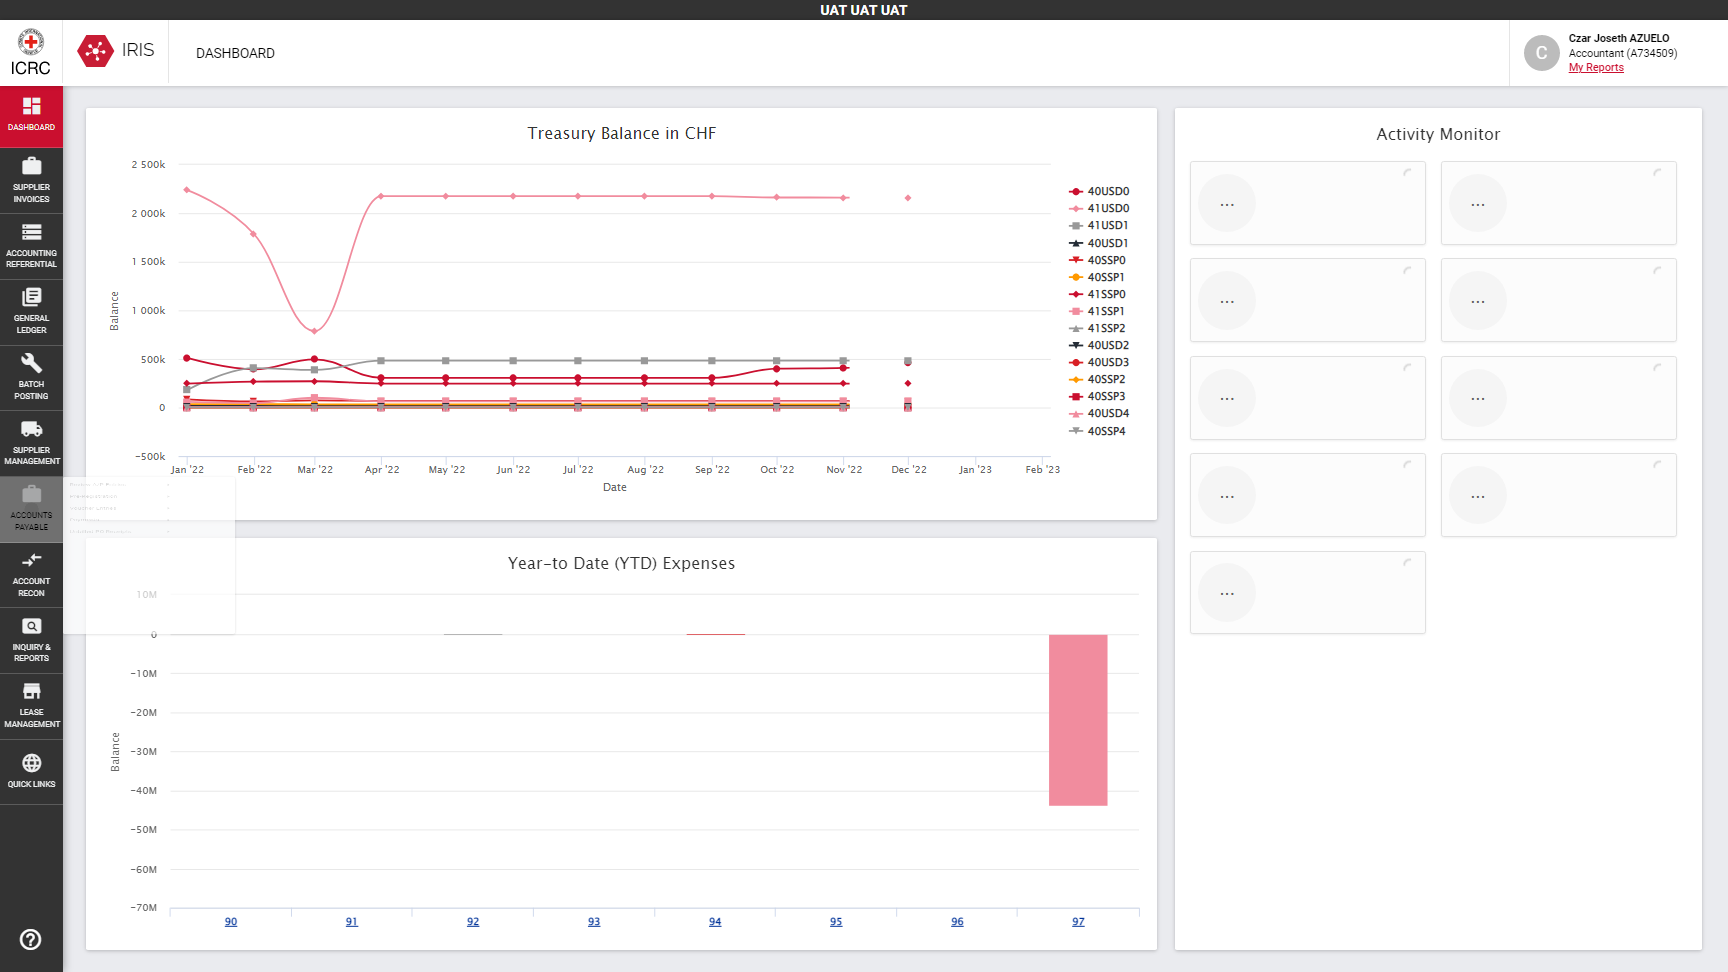 UAT UAT UAT
ICRC
IRIS
DASHBOARD
Czar Joseth AZUELO
C
Accountant (A734509)
My Reports
DASHBOARD
SUPPLIER
INVOICES
ACCOUNTING
REFERENTIAL
GENERAL
LEDGER
BATCH
POSTING
SUPPLIER
MANAGEMENT
ACCOUNTS
PAYABLE
ACCOUNT
RECON
INQUIRY &
REPORTS
LEASE
MANAGEMENT
QUICK LINKS
Treasury Balance in CHF
Balance
2 500k
2 000k
1 500k
1 000k
500k
0
−500k
Jan '22
Feb '22
Mar '22
Apr '22
May '22
Jun '22
Jul '22
Aug '22
Sep '22
Oct '22
Nov '22
Dec '22
Jan '23
Feb '23
Date
40USD0
41USD0
41USD1
40USD1
40SSP0
40SSP1
41SSP0
41SSP1
41SSP2
40USD2
40USD3
40SSP2
40SSP3
40USD4
40SSP4
Year-to Date (YTD) Expenses
Balance
10M
0
−10M
−20M
−30M
−40M
−50M
−60M
−70M
90
91
92
93
94
95
96
97
Activity Monitor
...
...
...
...
...
...
...
...
...